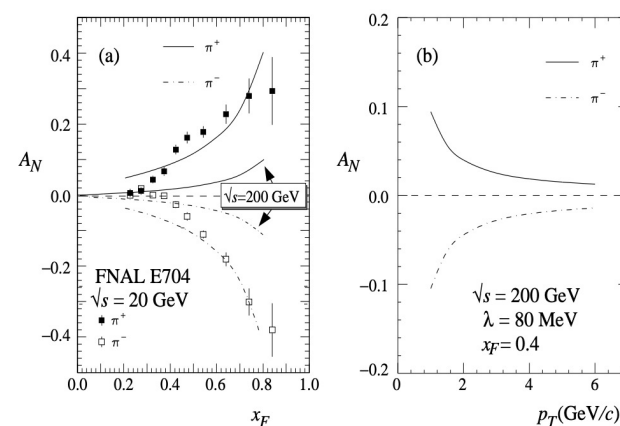 (a)
π⁺
π⁻
0.4
0.2
A_N
0.0
−0.2
−0.4
√s=200 GeV
FNAL E704
√s = 20 GeV
π⁺
π⁻
0.0 0.2 0.4 0.6 0.8 1.0
x_F
(b)
π⁺
π⁻
0.2
0.1
A_N
0.0
−0.1
−0.2
√s = 200 GeV
λ = 80 MeV
x_F = 0.4
0 2 4 6
p_T(GeV/c)